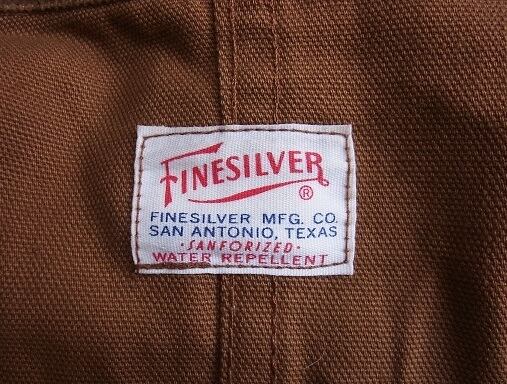 FINESILVER ®
FINESILVER MFG. CO.
SAN ANTONIO, TEXAS
·SANFORIZED·
WATER REPELLENT